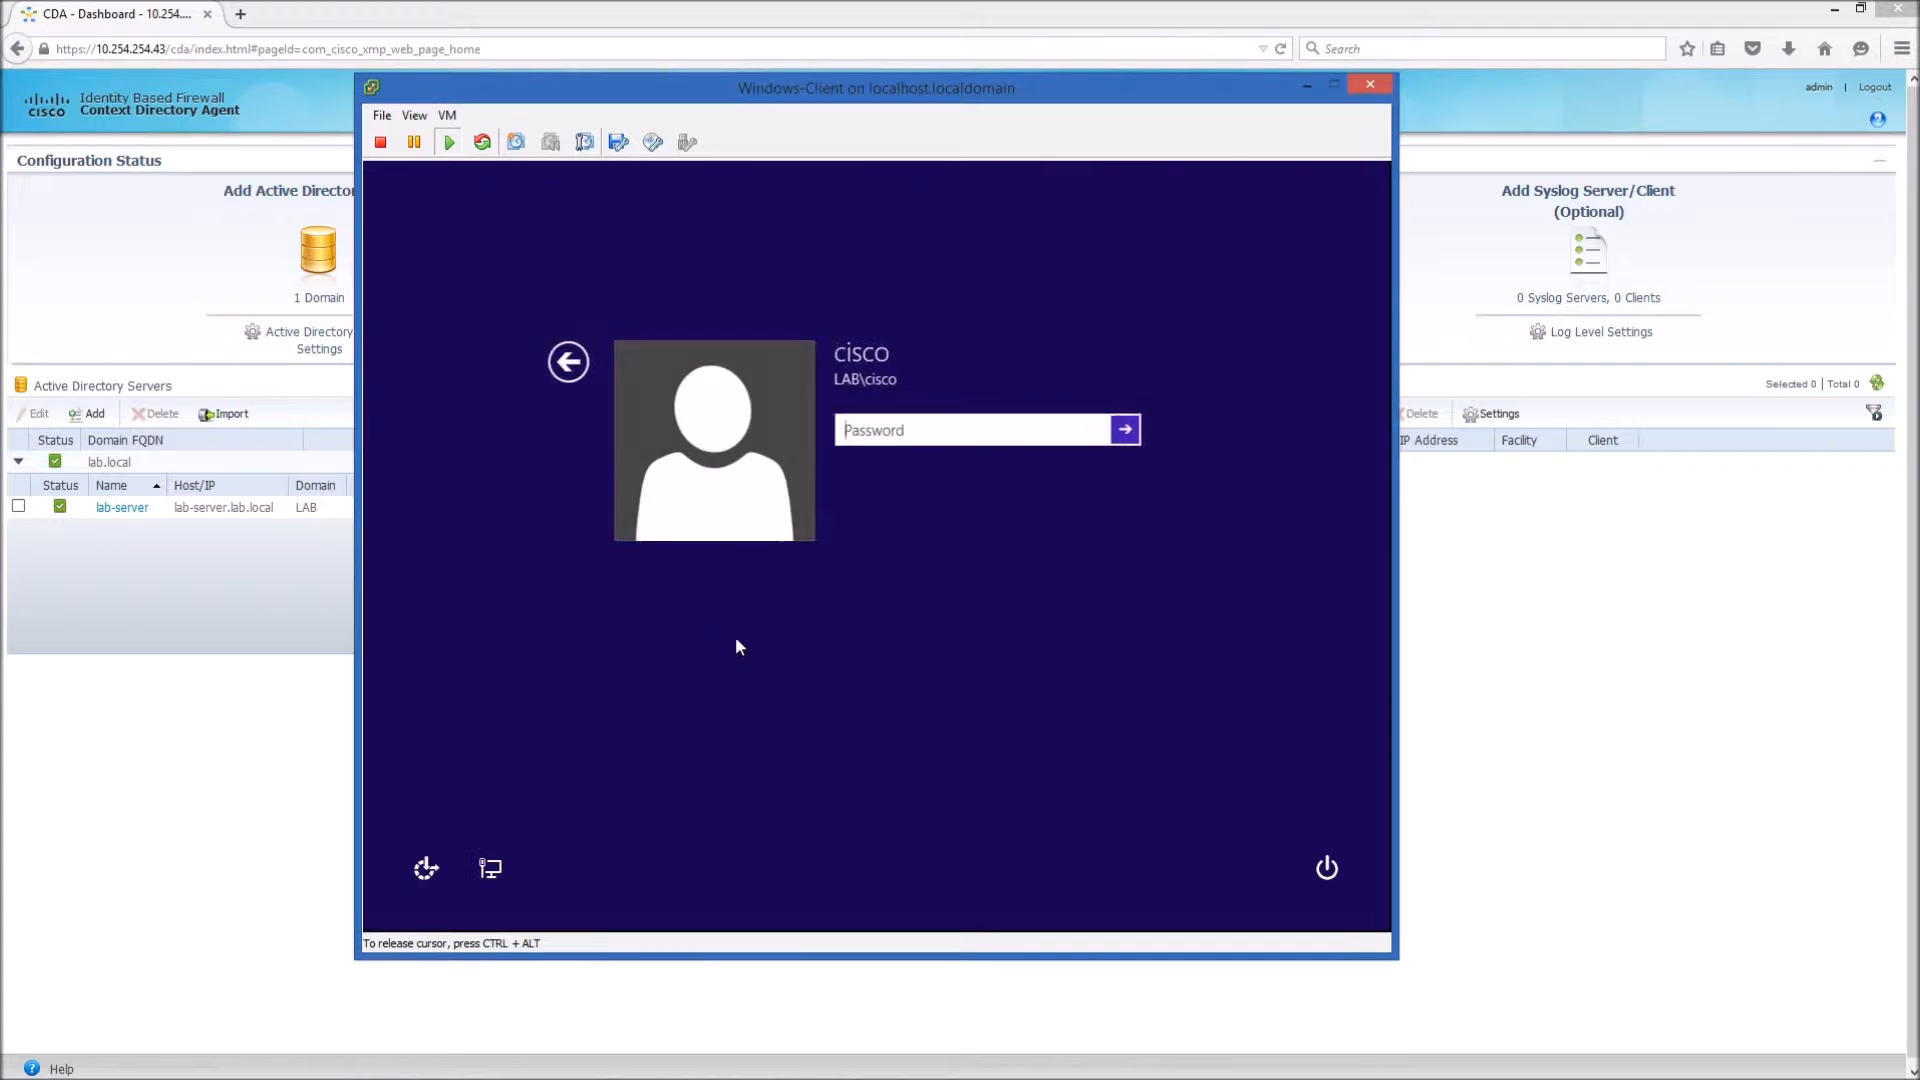 CDA - Dashboard - 10.254....
https://10.254.254.43/cda/index.html#pageId=com_cisco_xmp_web_page_home
Search
cisco
Identity Based Firewall
Context Directory Agent
admin | Logout
Windows-Client on localhost.localdomain
File View VM
Configuration Status
Add Active Director
1 Domain
Active Directory
Settings
Add Syslog Server/Client
(Optional)
0 Syslog Servers, 0 Clients
Log Level Settings
Active Directory Servers
Selected 0 | Total 0
Edit Add Delete Import
Delete Settings
Status Domain FQDN
IP Address Facility Client
lab.local
Status Name Host/IP Domain
lab-server lab-server.lab.local LAB
cisco
LAB\cisco
Password
To release cursor, press CTRL + ALT
Help